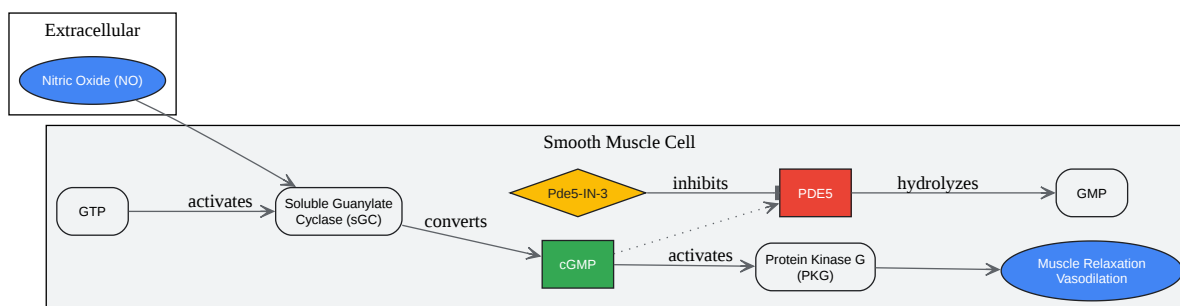 Extracellular
Nitric Oxide (NO)
Smooth Muscle Cell
GTP
activates
Soluble Guanylate
Cyclase (sGC)
converts
Pde5-IN-3
inhibits
PDE5
hydrolyzes
GMP
cGMP
activates
Protein Kinase G
(PKG)
Muscle Relaxation
Vasodilation